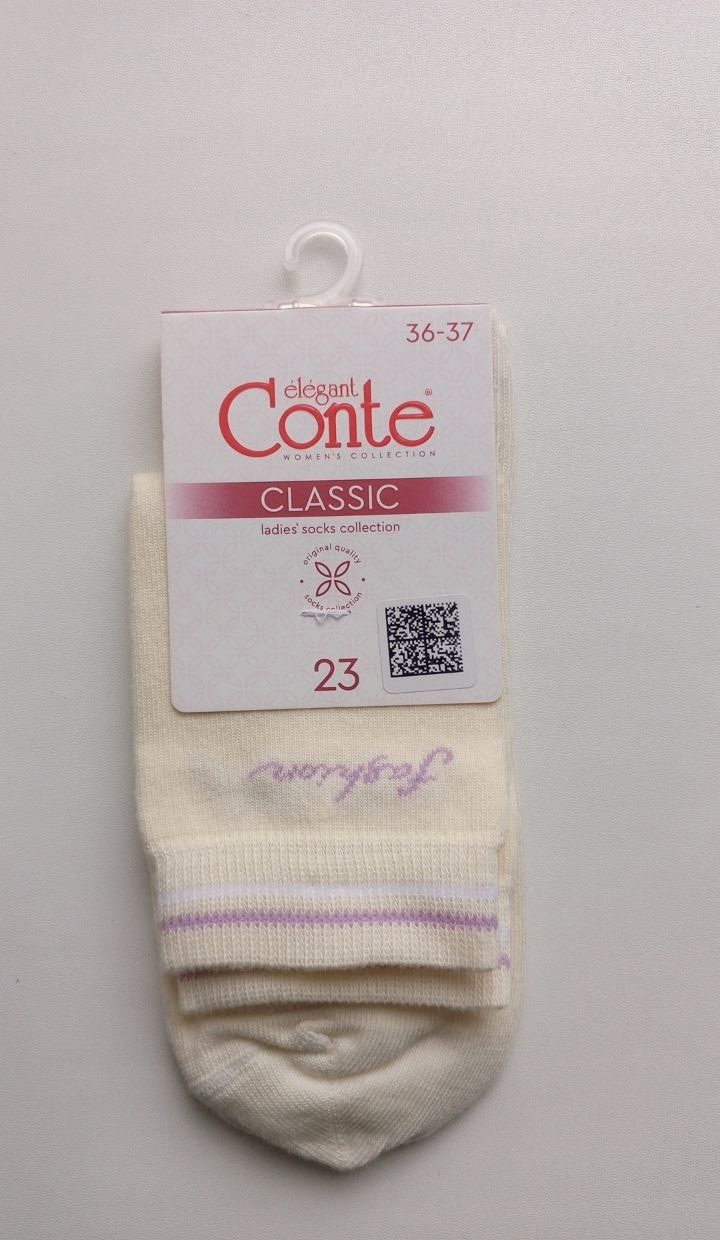 36-37
élégant
Conte®
WOMEN'S COLLECTION
CLASSIC
ladies' socks collection
original quality
socks collection
23
fashion